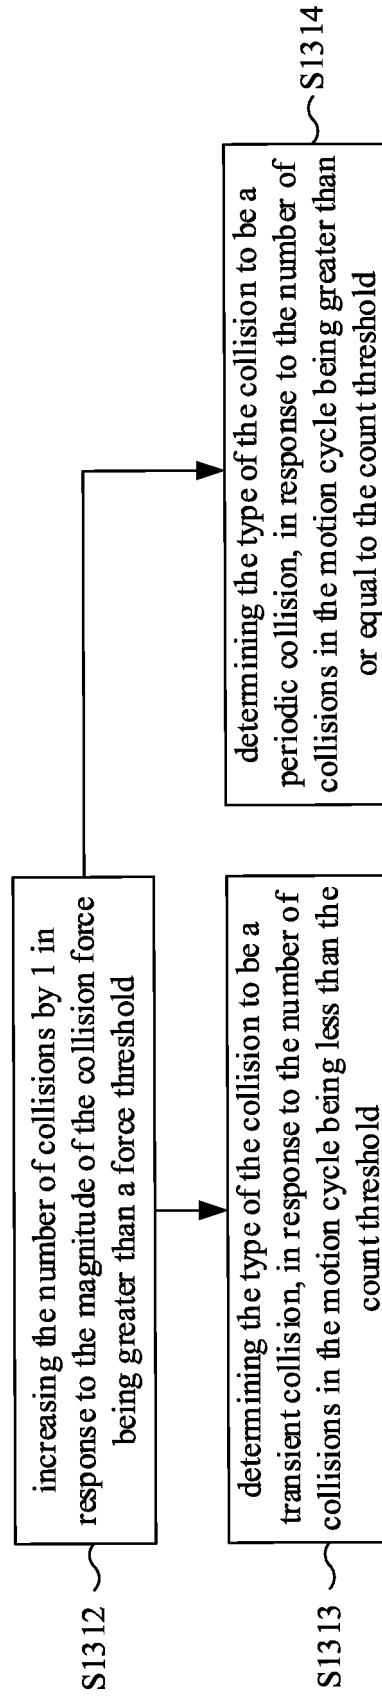 S1312
increasing the number of collisions by 1 in
response to the magnitude of the collision force
being greater than a force threshold
S1313
determining the type of the collision to be a
transient collision, in response to the number of
collisions in the motion cycle being less than the
count threshold
determining the type of the collision to be a
periodic collision, in response to the number of
collisions in the motion cycle being greater than
or equal to the count threshold
S1314